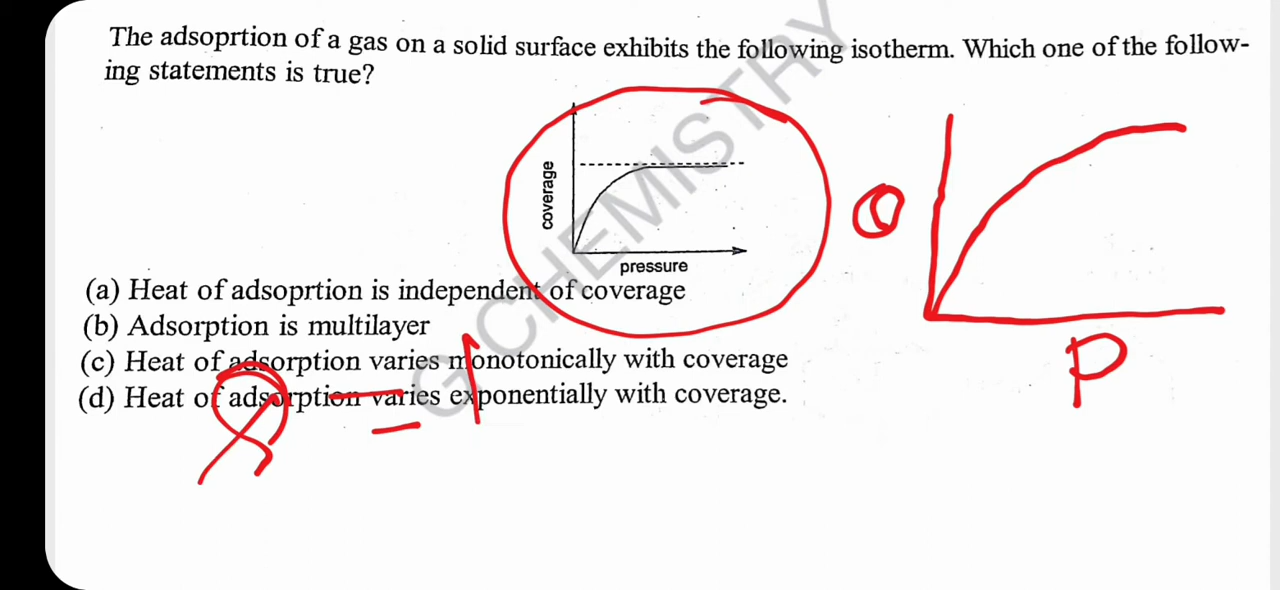 The adsoprtion of a gas on a solid surface exhibits the following isotherm. Which one of the follow-
ing statements is true?
coverage
pressure
(a) Heat of adsoprtion is independent of coverage
(b) Adsorption is multilayer
(c) Heat of adsorption varies monotonically with coverage
(d) Heat of adsorption varies exponentially with coverage.
G CHEMISTRY
P
= 1